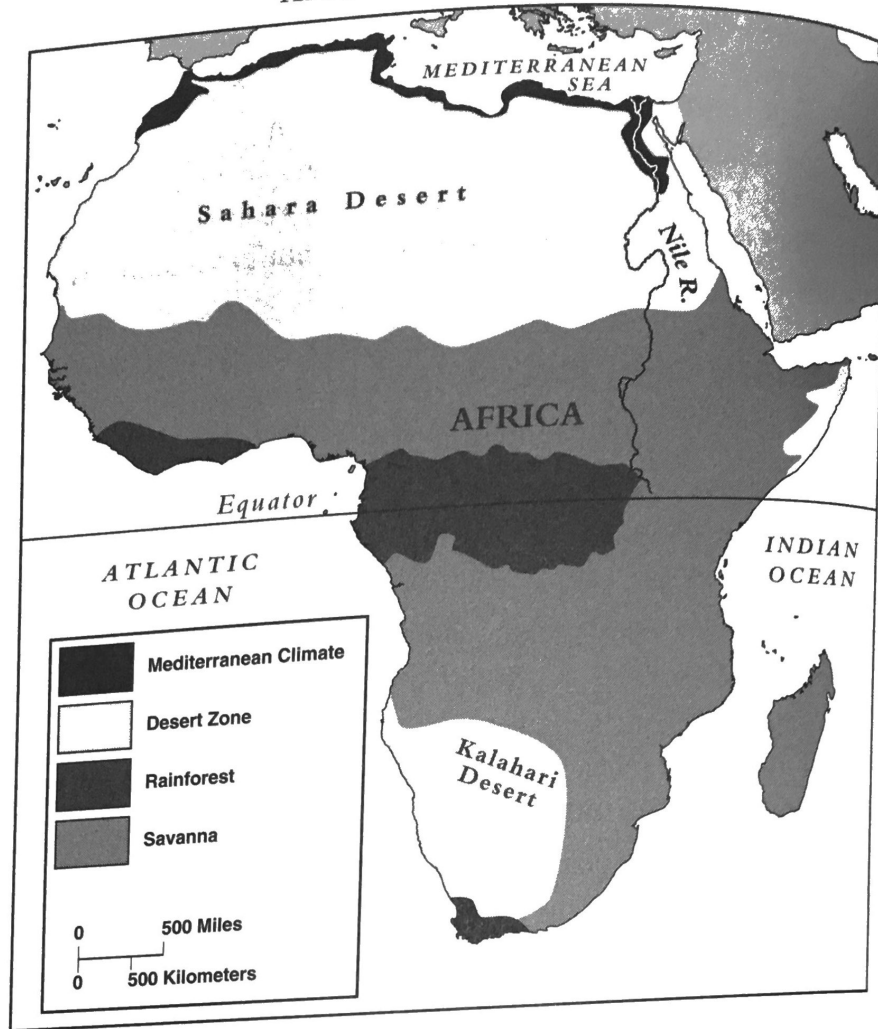 MEDITERRANEAN
SEA
Sahara Desert
Nile R.
AFRICA
Equator
ATLANTIC
OCEAN
INDIAN
OCEAN
Mediterranean Climate
Desert Zone
Rainforest
Savanna
Kalahari
Desert
0 500 Miles
0 500 Kilometers